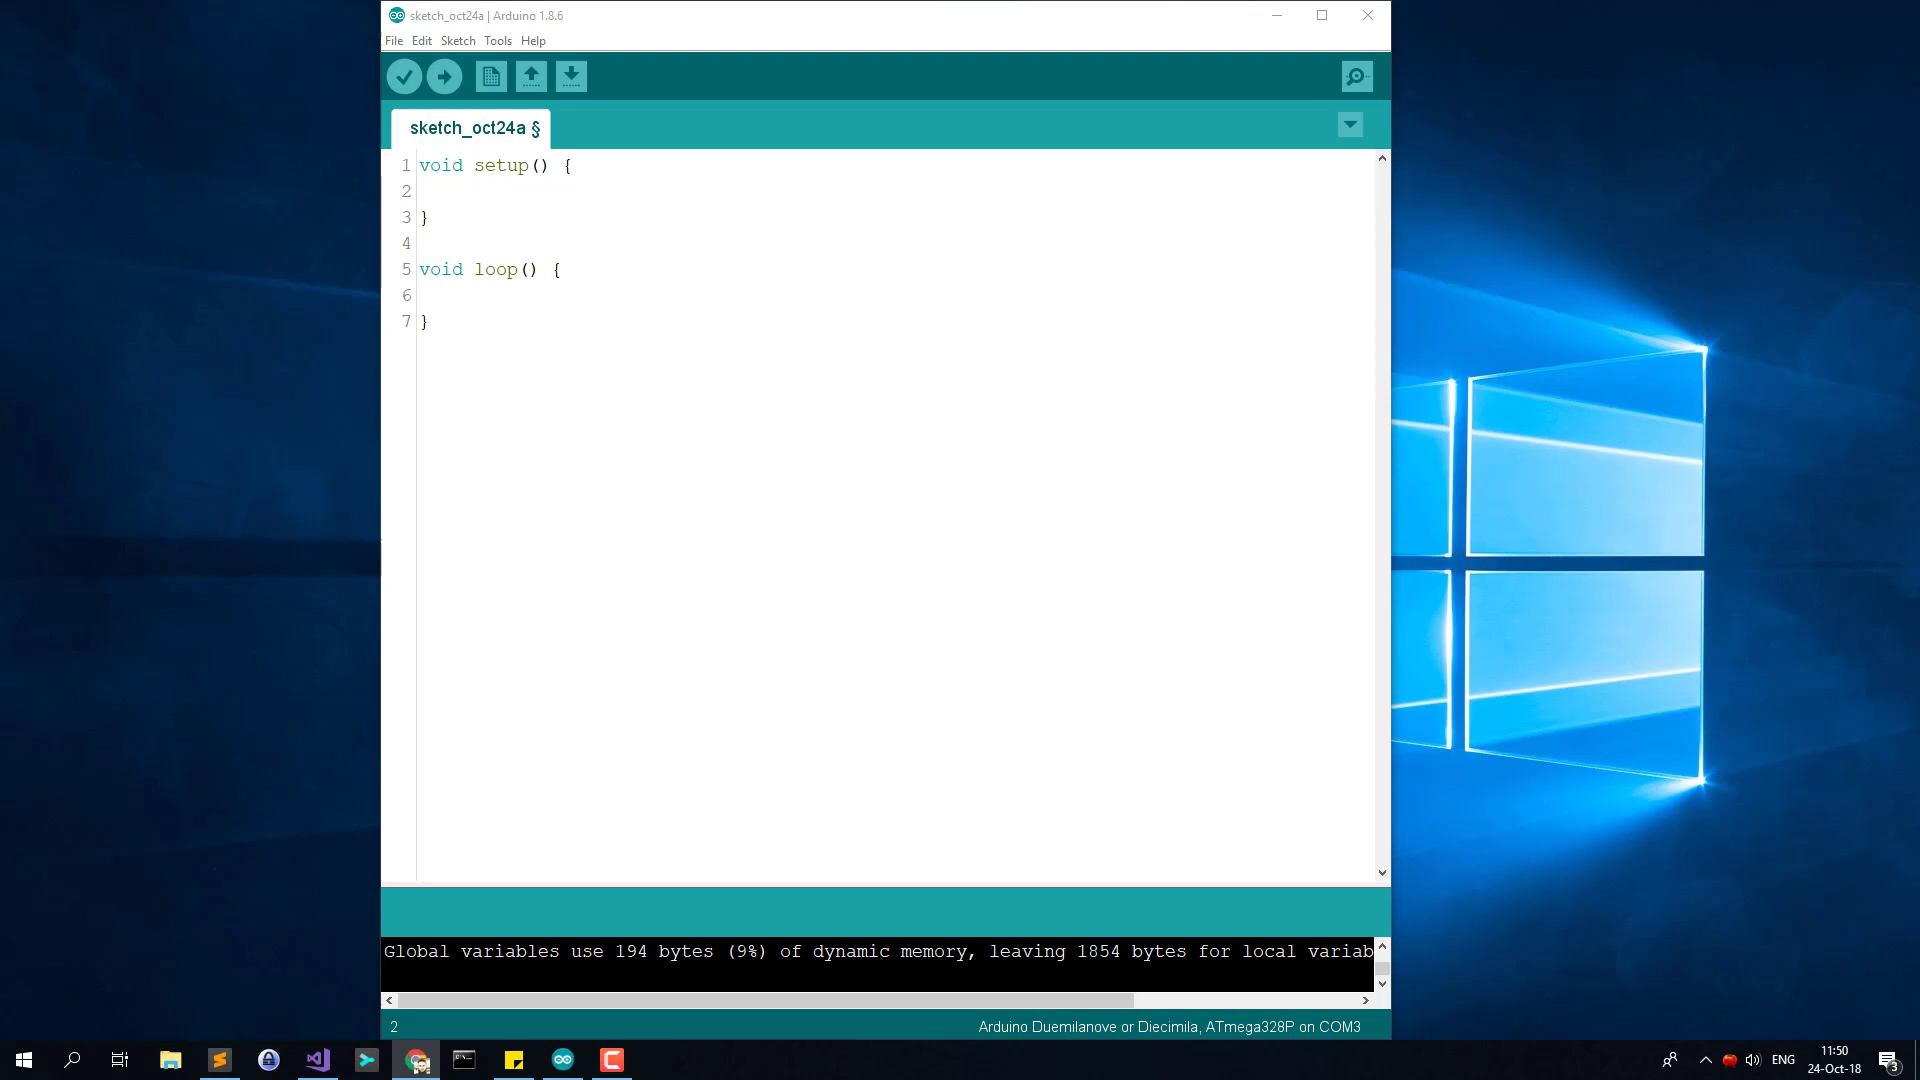 sketch_oct24a | Arduino 1.8.6
File Edit Sketch Tools Help
sketch_oct24a §
1 void setup() {
2
3 }
4
5 void loop() {
6
7 }
Global variables use 194 bytes (9%) of dynamic memory, leaving 1854 bytes for local variab
2 Arduino Duemilanove or Diecimila, ATmega328P on COM3
ENG 11:50
24-Oct-18 3